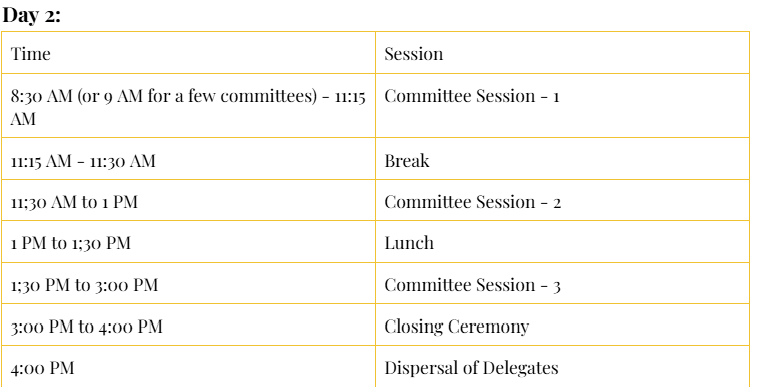 Day 2:
Time Session
8:30 AM (or 9 AM for a few committees) - 11:15 Committee Session - 1
AM
11:15 AM - 11:30 AM Break
11;30 AM to 1 PM Committee Session - 2
1 PM to 1;30 PM Lunch
1;30 PM to 3:00 PM Committee Session - 3
3:00 PM to 4:00 PM Closing Ceremony
4:00 PM Dispersal of Delegates